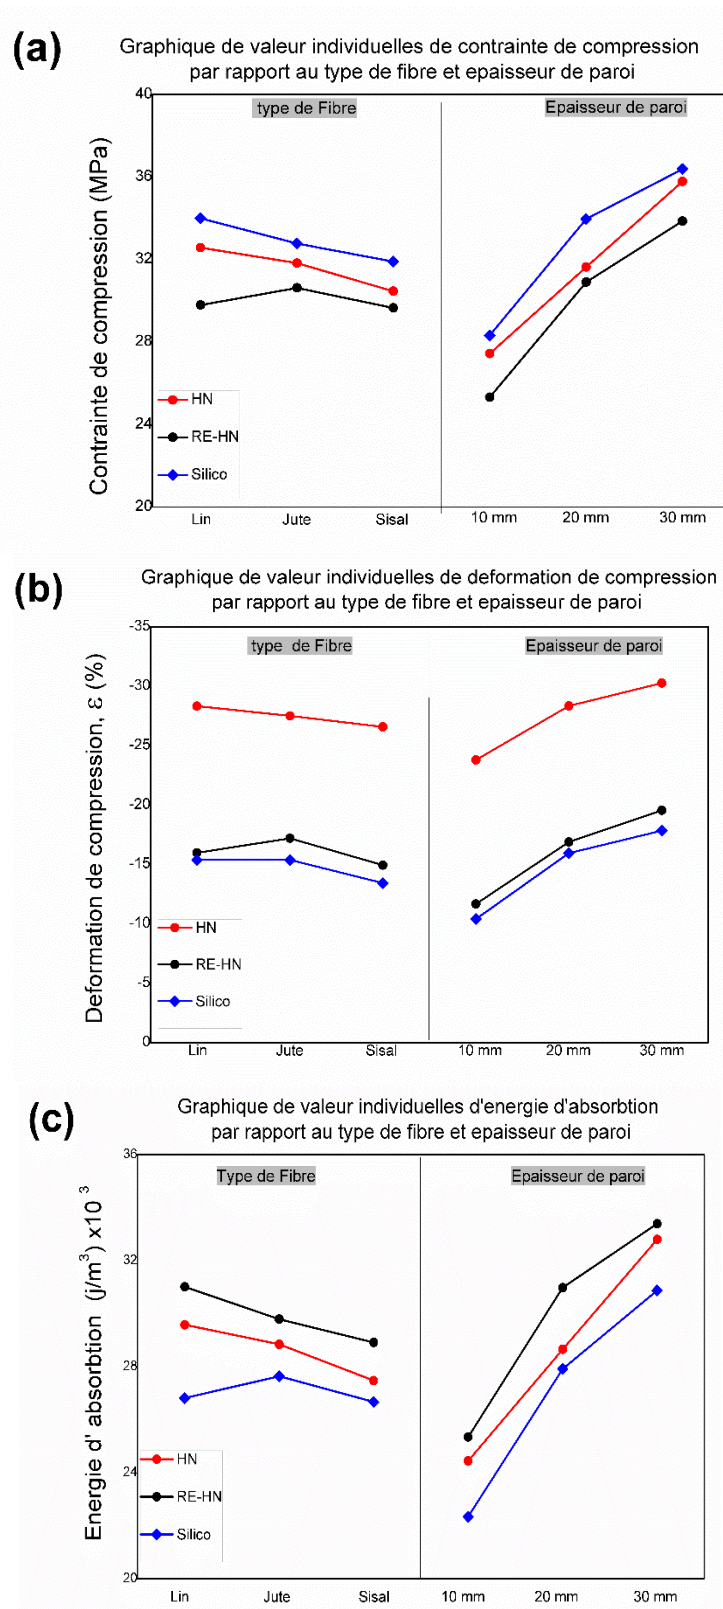 (a)
Graphique de valeur individuelles de contrainte de compression
par rapport au type de fibre et epaisseur de paroi
Contrainte de compression (MPa)
40
36
32
28
24
20
type de Fibre
Epaisseur de paroi
HN
RE-HN
Silico
Lin Jute Sisal 10 mm 20 mm 30 mm
(b)
Graphique de valeur individuelles de deformation de compression
par rapport au type de fibre et epaisseur de paroi
Deformation de compression, ε (%)
-35
-30
-25
-20
-15
-10
-5
0
type de Fibre
Epaisseur de paroi
HN
RE-HN
Silico
Lin Jute Sisal 10 mm 20 mm 30 mm
(c)
Graphique de valeur individuelles d'energie d'absorbtion
par rapport au type de fibre et epaisseur de paroi
Energie d' absorbtion (j/m³) x10⁻³
36
32
28
24
20
Type de Fibre
Epaisseur de paroi
HN
RE-HN
Silico
Lin Jute Sisal 10 mm 20 mm 30 mm